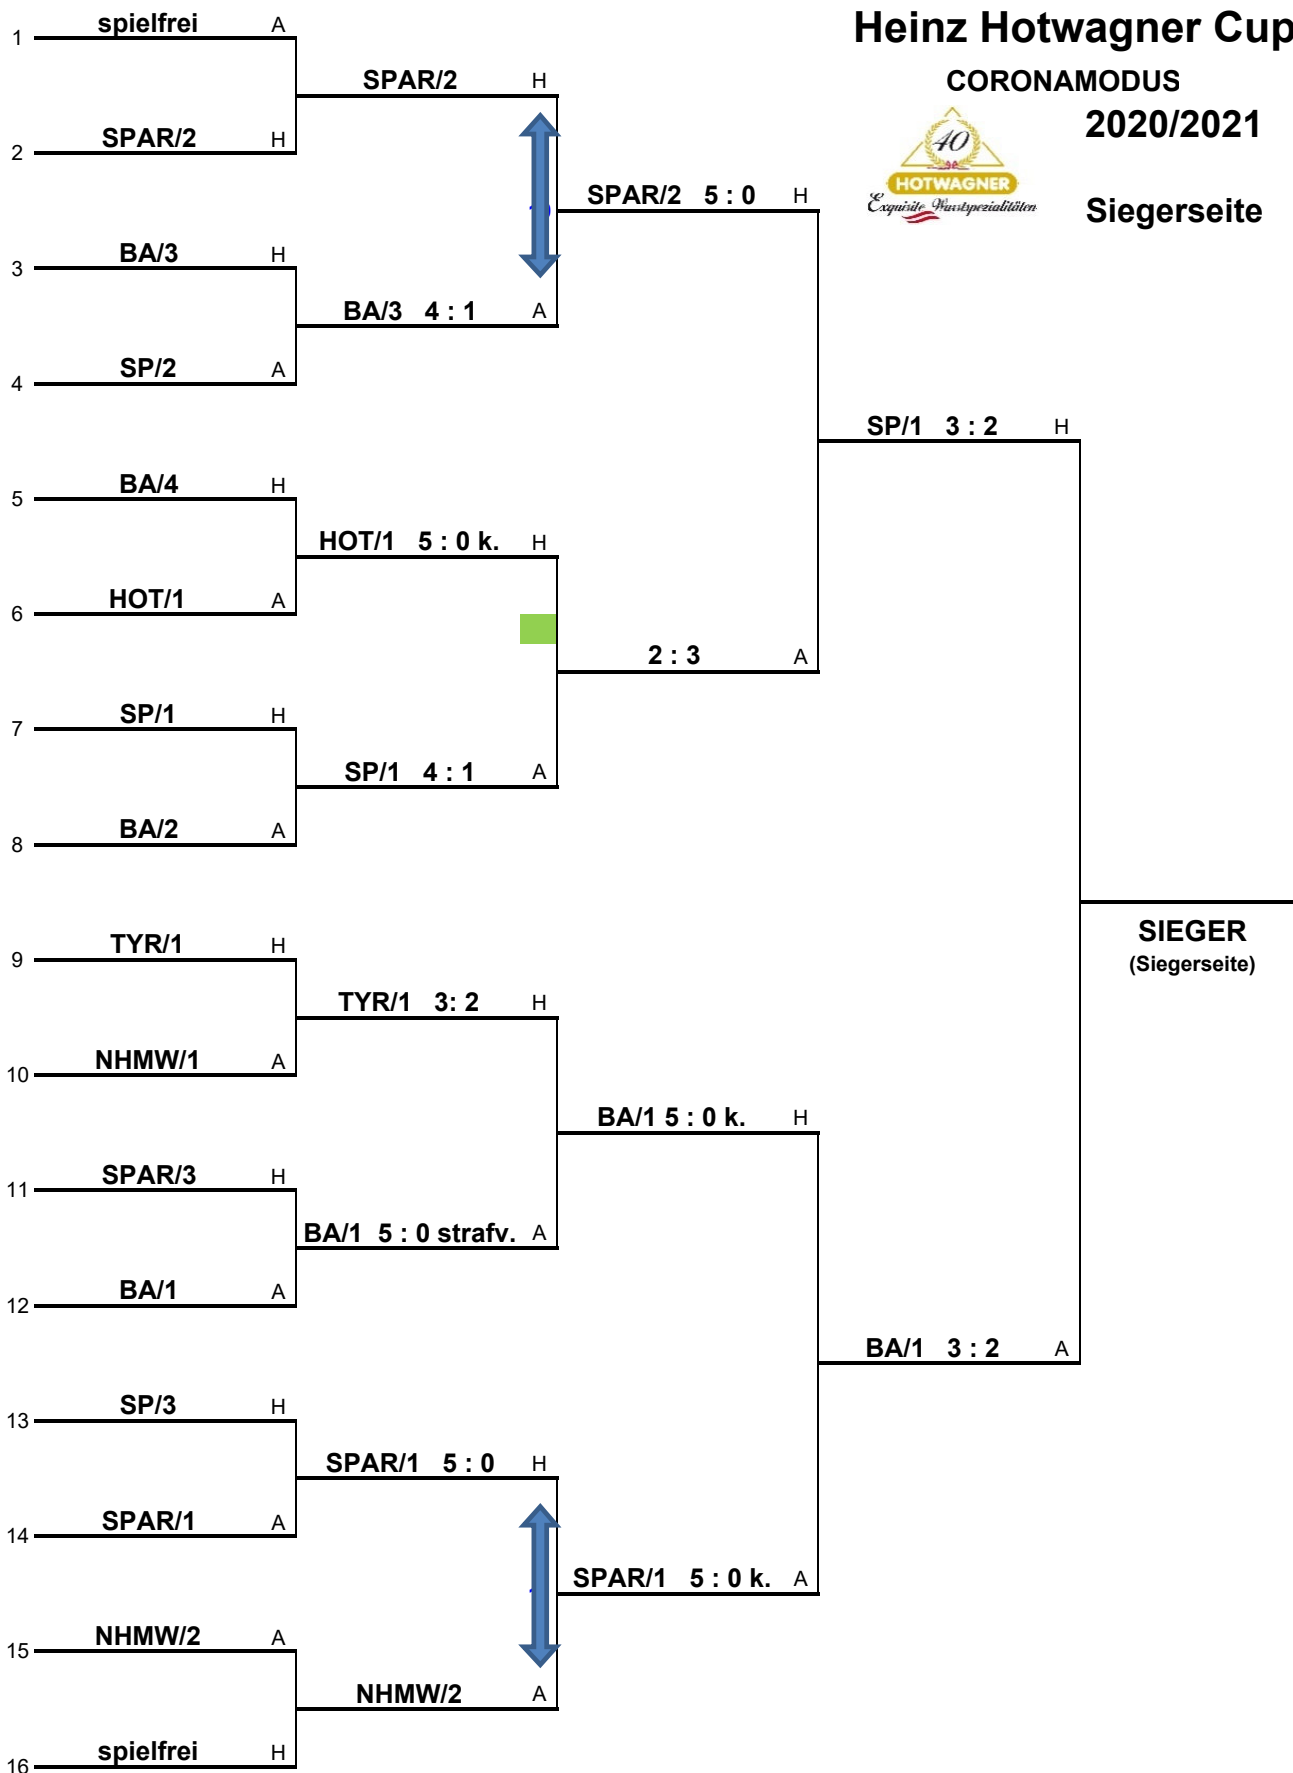 Heinz Hotwagner Cup
CORONAMODUS
2020/2021
40
HOTWAGNER
Exquisite Wurstspezialitäten
Siegerseite
1 spielfrei A
SPAR/2 H
2 SPAR/2 H
SPAR/2 5 : 0 H
3 BA/3 H
BA/3 4 : 1 A
4 SP/2 A
SP/1 3 : 2 H
5 BA/4 H
HOT/1 5 : 0 k. H
6 HOT/1 A
2 : 3 A
7 SP/1 H
SP/1 4 : 1 A
8 BA/2 A
SIEGER
(Siegerseite)
9 TYR/1 H
TYR/1 3: 2 H
10 NHMW/1 A
BA/1 5 : 0 k. H
11 SPAR/3 H
BA/1 5 : 0 strafv. A
12 BA/1 A
BA/1 3 : 2 A
13 SP/3 H
SPAR/1 5 : 0 H
14 SPAR/1 A
SPAR/1 5 : 0 k. A
15 NHMW/2 A
NHMW/2 A
16 spielfrei H